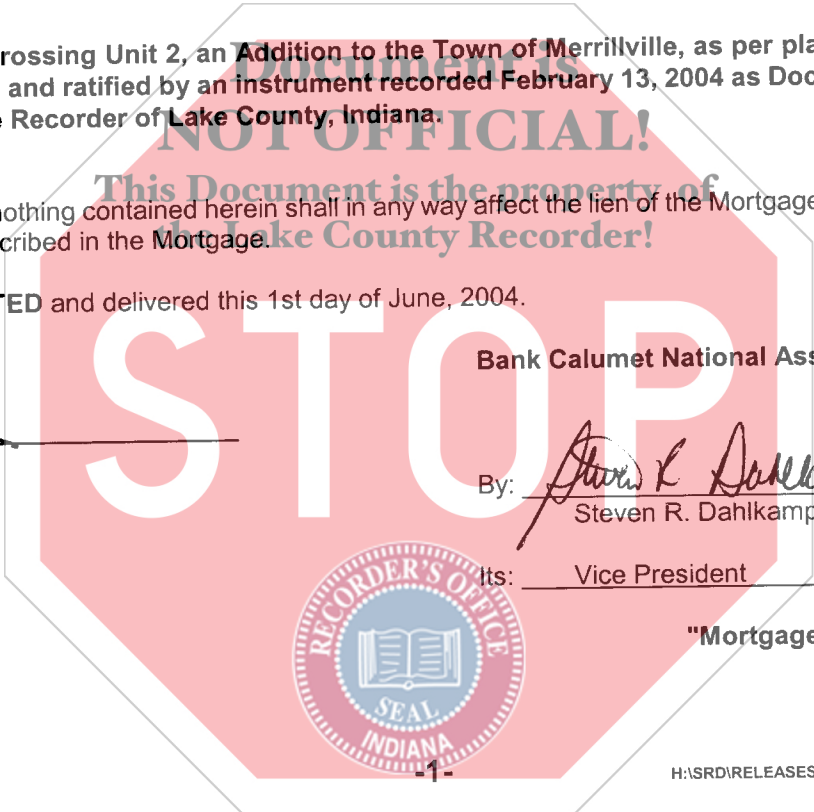 rossing Unit 2, an Addition to the Town of Merrillville, as per pla
and ratified by an instrument recorded February 13, 2004 as Doc
e Recorder of Lake County, Indiana.
Document is
NOT OFFICIAL!
This Document is the property of
the Lake County Recorder!
nothing contained herein shall in any way affect the lien of the Mortgage
cribed in the Mortgage.
TED and delivered this 1st day of June, 2004.
STOP
Bank Calumet National Ass
By: Steven R Dahlk
Steven R. Dahlkamp
Its: Vice President
"Mortgage
RECORDER'S OFFICE
SEAL
INDIANA
-1-
H:\SRD\RELEASES